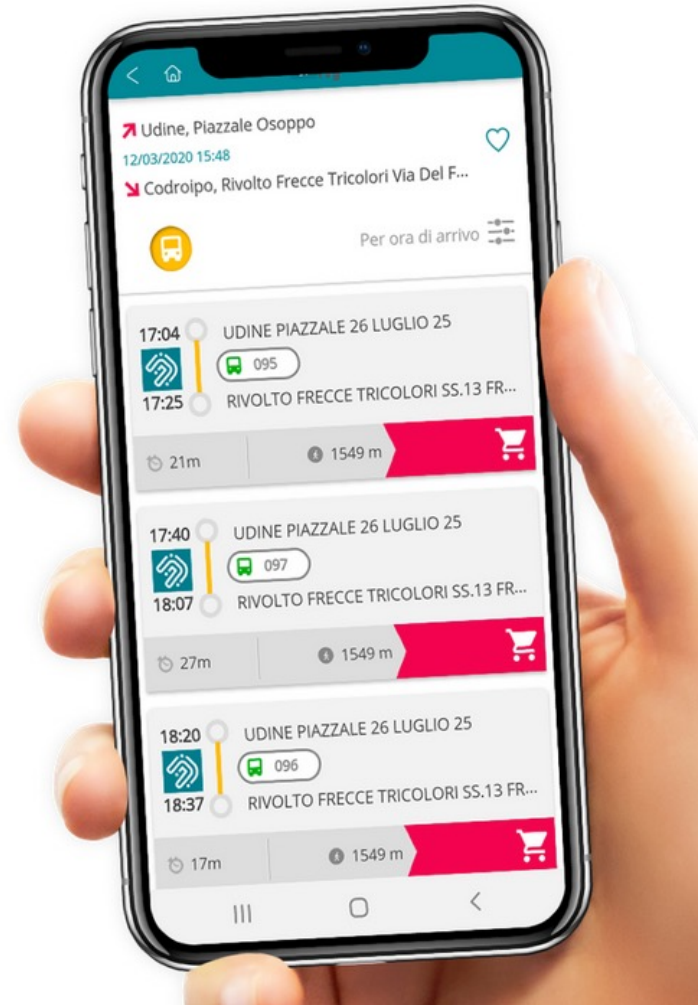 Udine, Piazzale Osoppo
12/03/2020 15:48
Codroipo, Rivolto Frecce Tricolori Via Del F...
Per ora di arrivo
17:04 UDINE PIAZZALE 26 LUGLIO 25
095
17:25 RIVOLTO FRECCE TRICOLORI SS.13 FR...
21m 1549 m
17:40 UDINE PIAZZALE 26 LUGLIO 25
097
18:07 RIVOLTO FRECCE TRICOLORI SS.13 FR...
27m 1549 m
18:20 UDINE PIAZZALE 26 LUGLIO 25
096
18:37 RIVOLTO FRECCE TRICOLORI SS.13 FR...
17m 1549 m